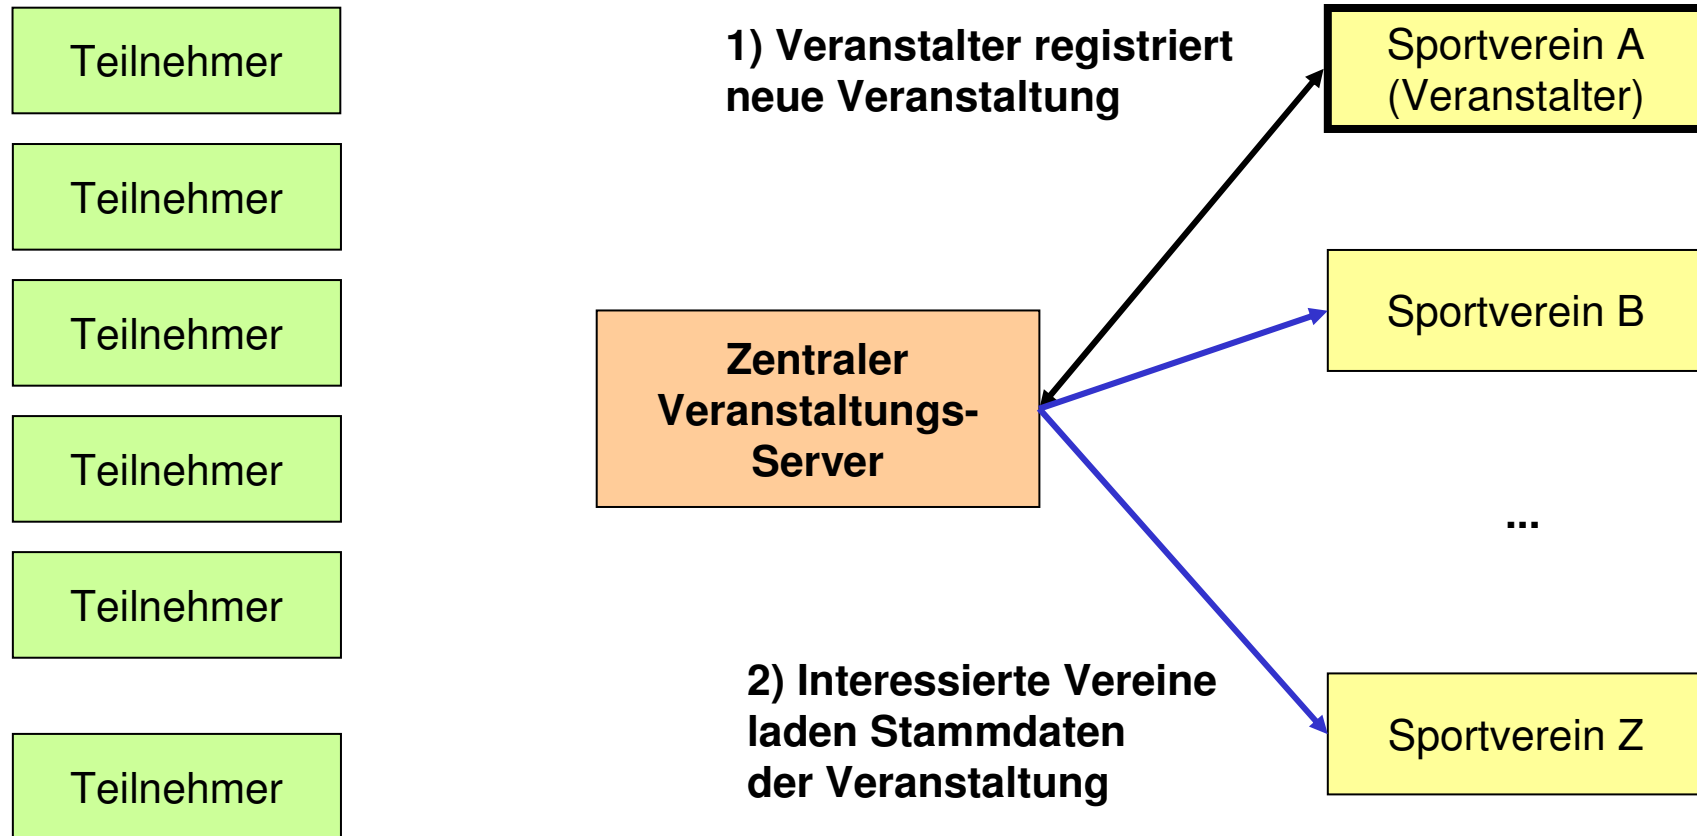 Teilnehmer
Teilnehmer
Teilnehmer
Teilnehmer
Teilnehmer
Teilnehmer
1) Veranstalter registriert
neue Veranstaltung
Zentraler
Veranstaltungs-
Server
2) Interessierte Vereine
laden Stammdaten
der Veranstaltung
Sportverein A
(Veranstalter)
Sportverein B
...
Sportverein Z